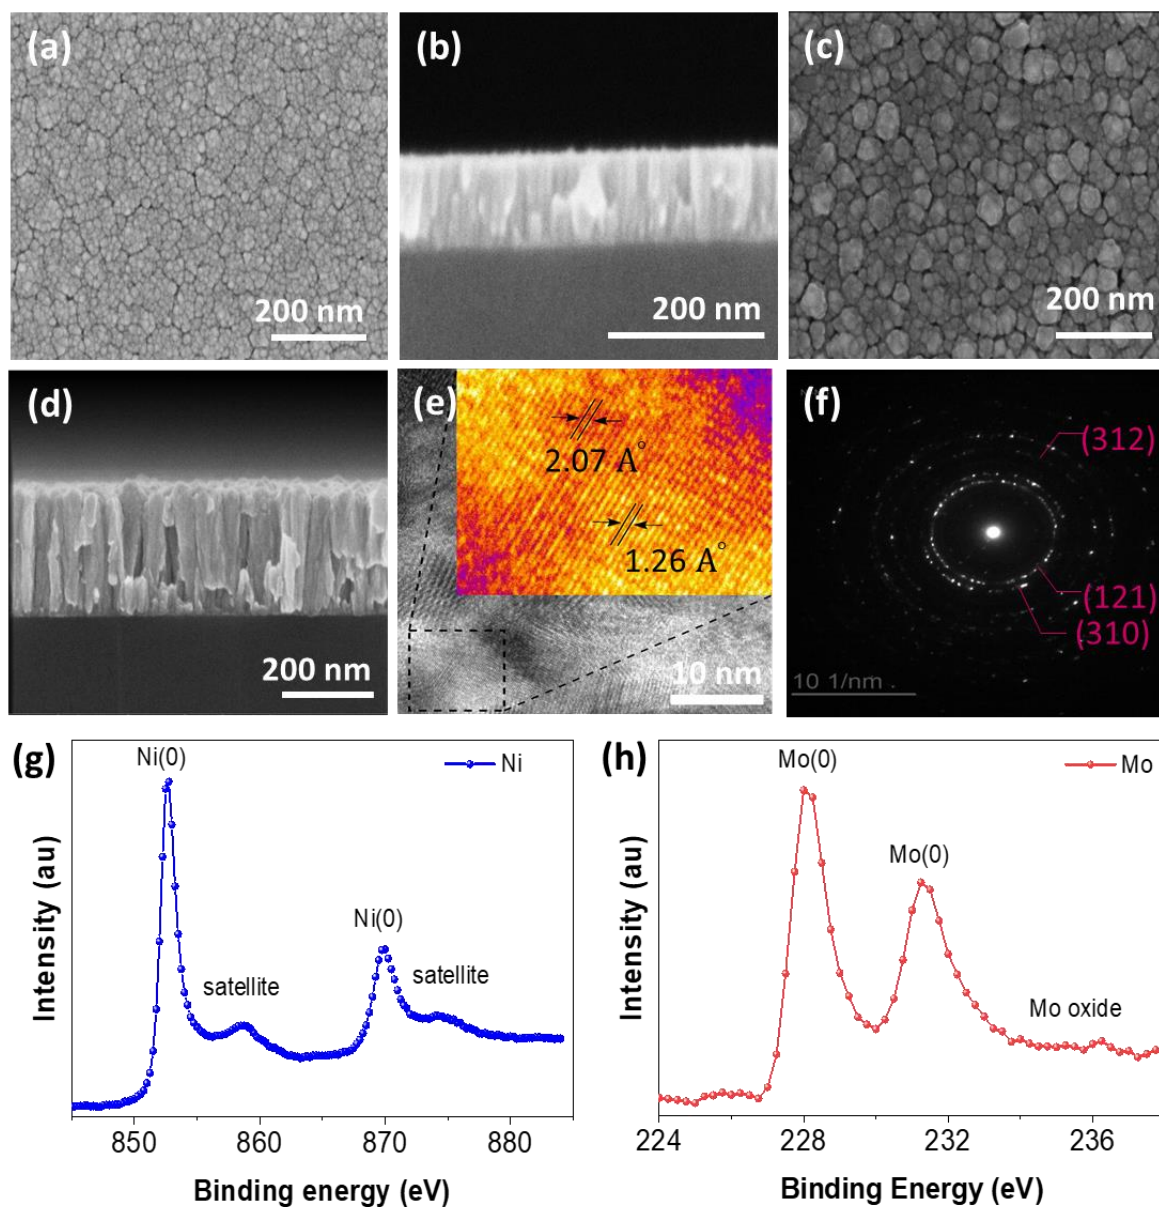 (a)
200 nm
(b)
200 nm
(c)
200 nm
(d)
200 nm
(e)
2.07 A°
1.26 A°
10 nm
(f)
(312)
(121)
(310)
10 1/nm
(g)
Ni(0)
Ni
Ni(0)
satellite
satellite
Intensity (au)
850
860
870
880
Binding energy (eV)
(h)
Mo(0)
Mo
Mo(0)
Mo oxide
Intensity (au)
224
228
232
236
Binding Energy (eV)